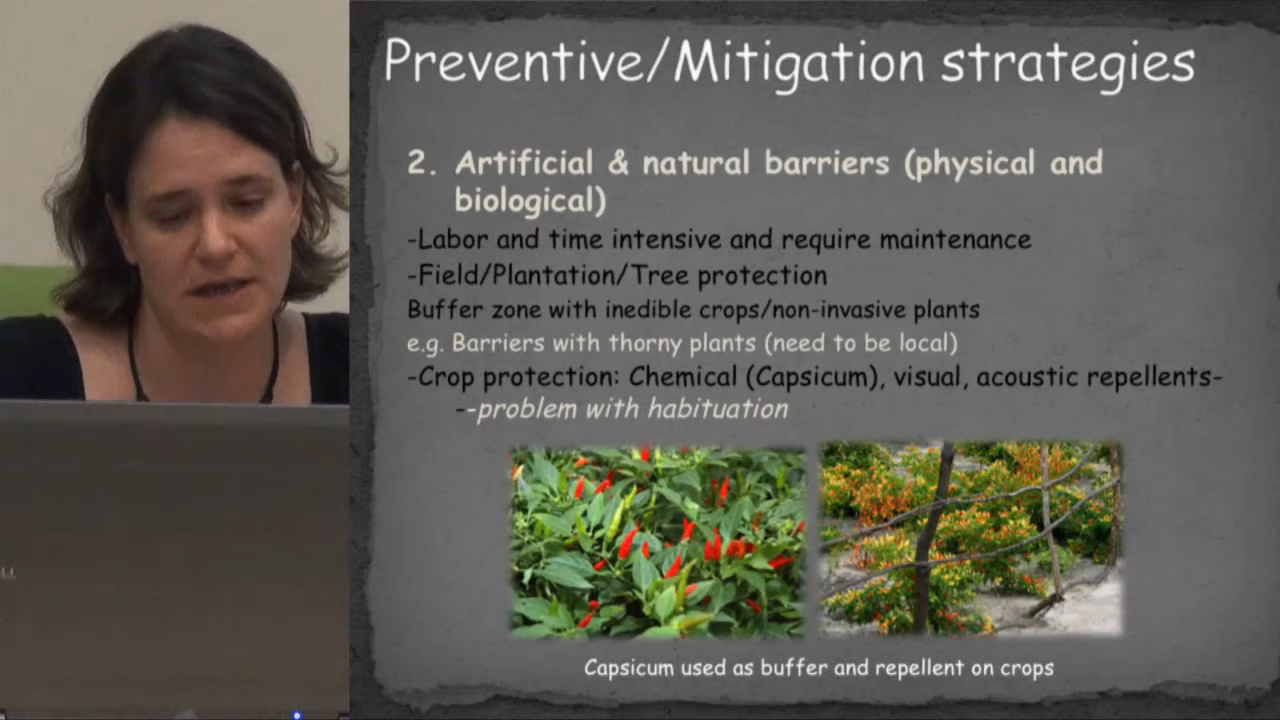 Preventive/Mitigation strategies
2. Artificial & natural barriers (physical and
biological)
-Labor and time intensive and require maintenance
-Field/Plantation/Tree protection
Buffer zone with inedible crops/non-invasive plants
e.g. Barriers with thorny plants (need to be local)
-Crop protection: Chemical (Capsicum), visual, acoustic repellents-
--problem with habituation
Capsicum used as buffer and repellent on crops